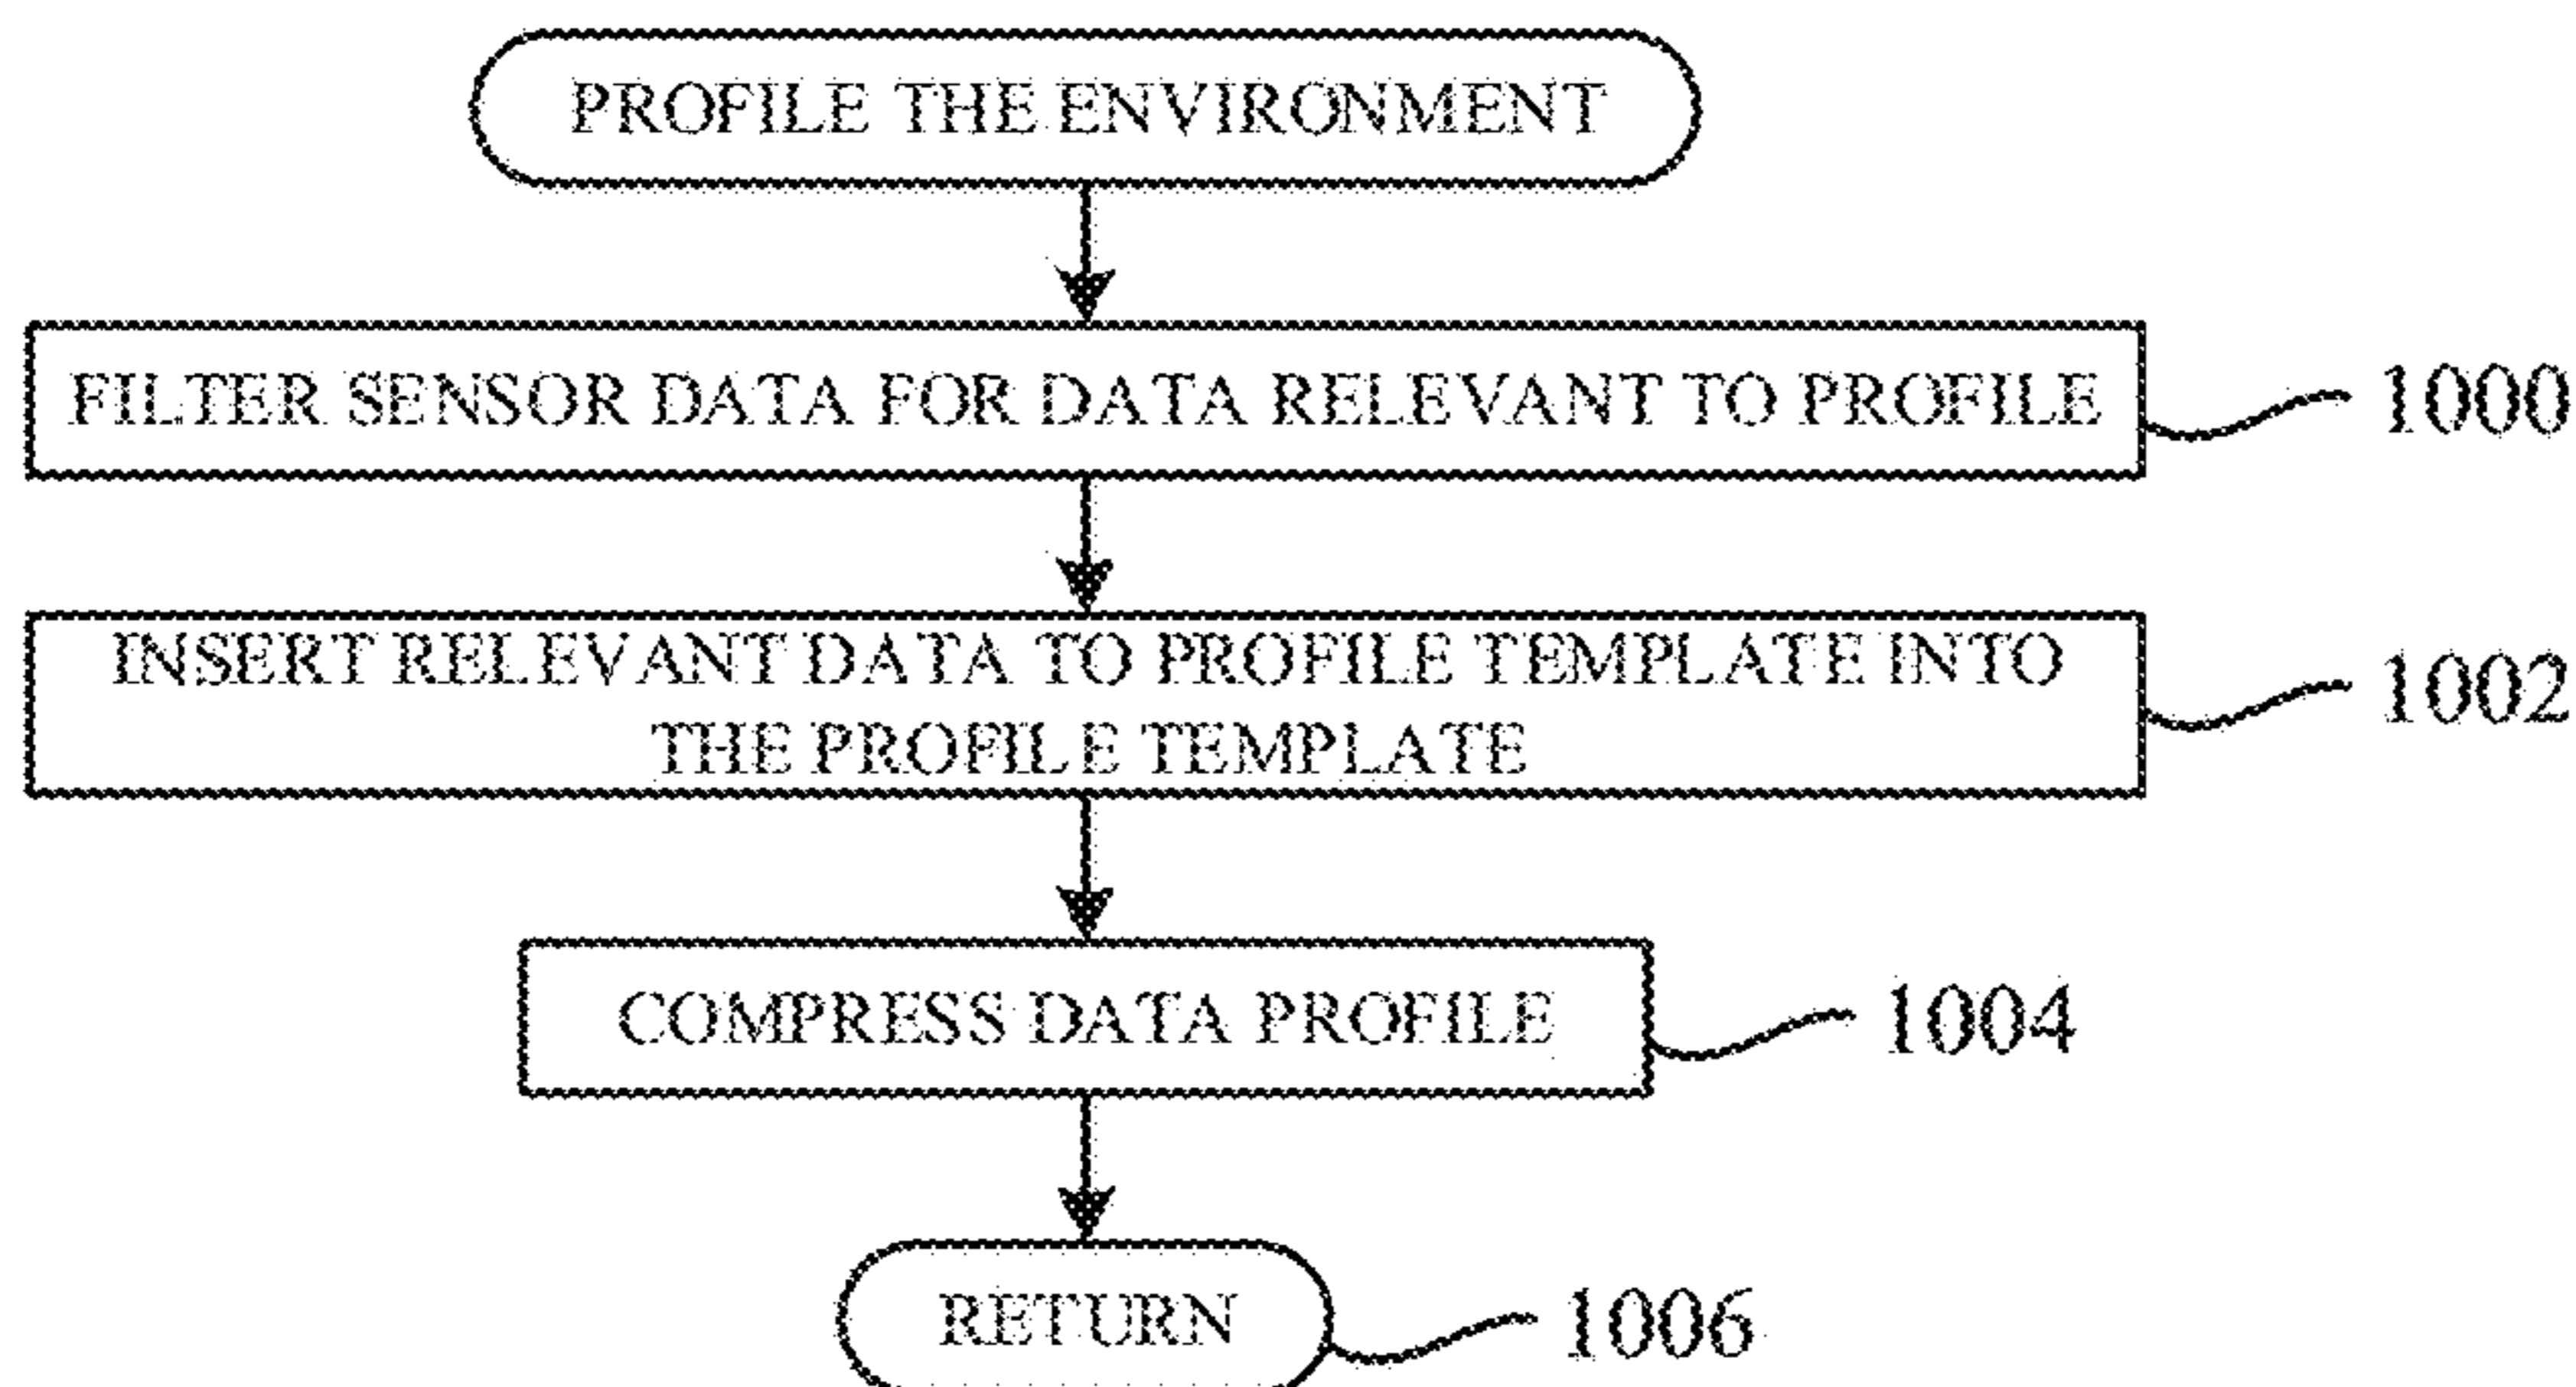 PROFILE THE ENVIRONMENT
FILTER SENSOR DATA FOR DATA RELEVANT TO PROFILE
1000
INSERT RELEVANT DATA TO PROFILE TEMPLATE INTO
THE PROFILE TEMPLATE
1002
COMPRESS DATA PROFILE
1004
RETURN
1006